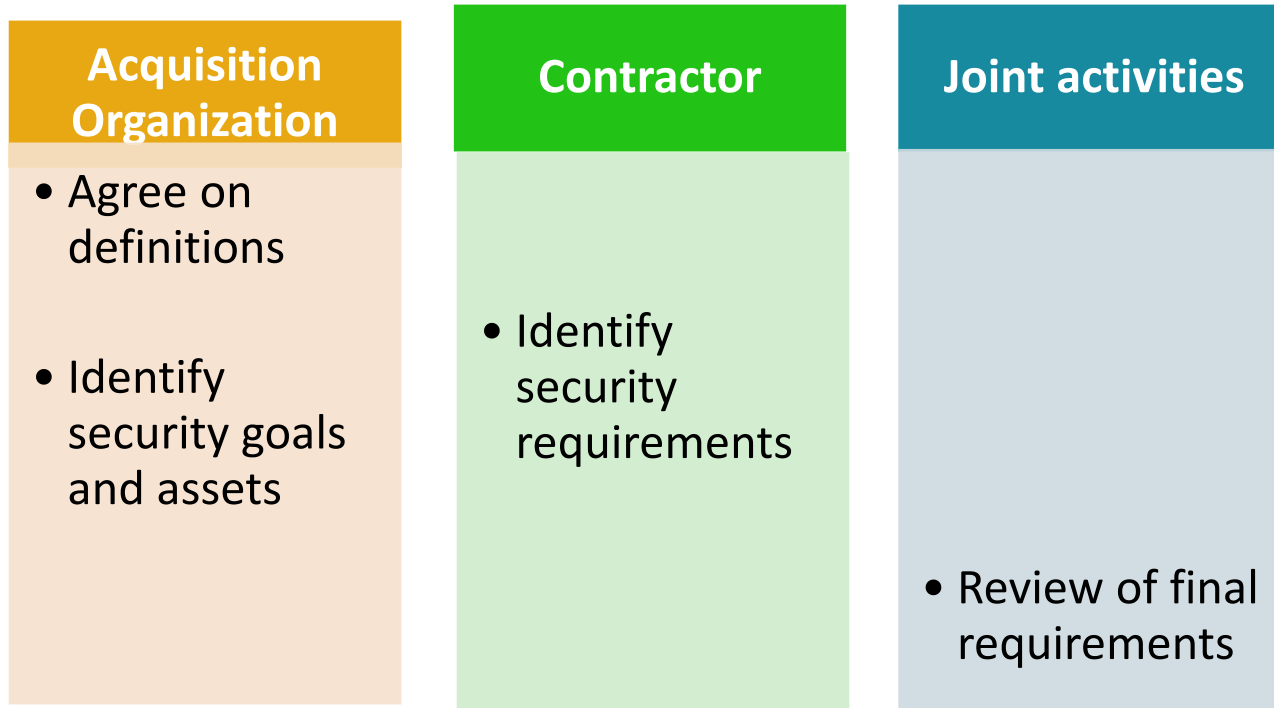 Acquisition
Organization
• Agree on
definitions
• Identify
security goals
and assets
Contractor
• Identify
security
requirements
Joint activities
• Review of final
requirements